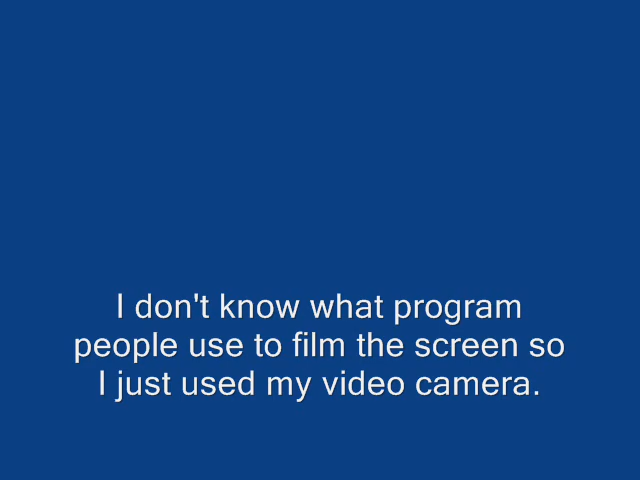 I don't know what program
people use to film the screen so
I just used my video camera.